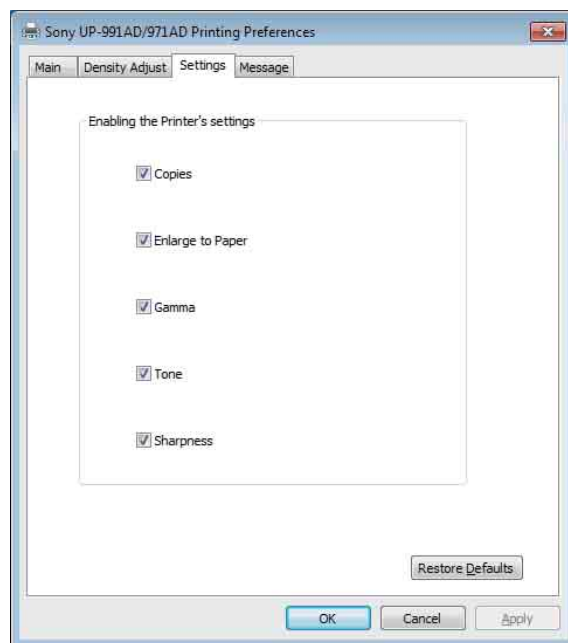 Sony UP-991AD/971AD Printing Preferences
Main Density Adjust Settings Message
Enabling the Printer's settings
Copies
Enlarge to Paper
Gamma
Tone
Sharpness
Restore Defaults
OK Cancel Apply